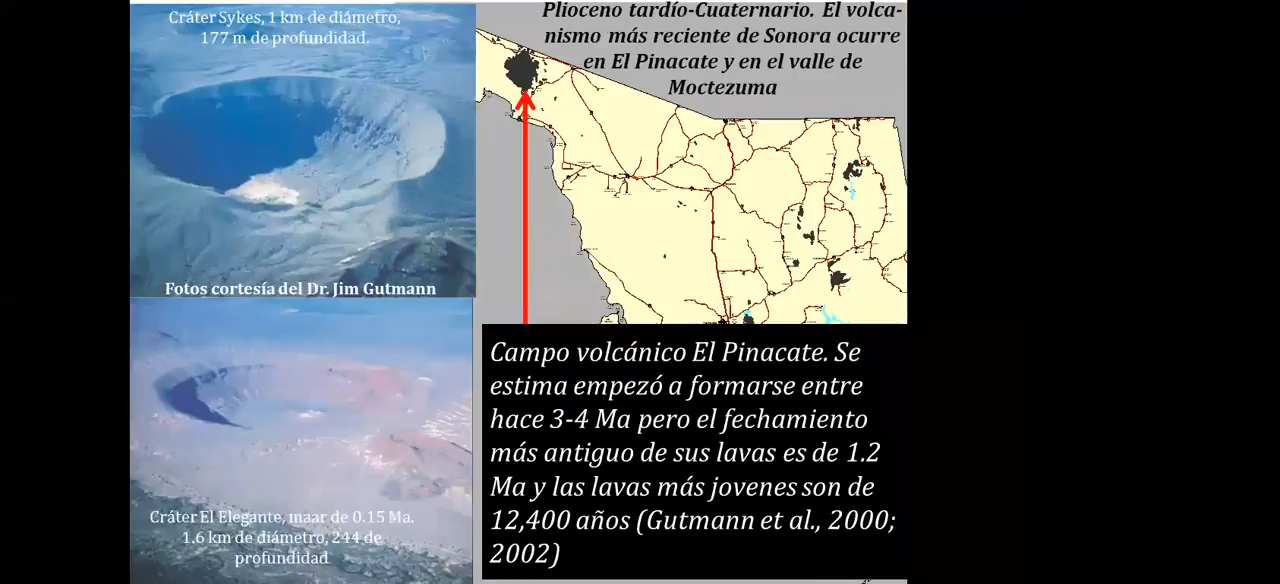 Cráter Sykes, 1 km de diámetro,
177 m de profundidad.
Fotos cortesía del Dr. Jim Gutmann
Cráter El Elegante, maar de 0.15 Ma.
1.6 km de diámetro, 244 de
profundidad
Plioceno tardío-Cuaternario. El volca-
nismo más reciente de Sonora ocurre
en El Pinacate y en el valle de
Moctezuma
Campo volcánico El Pinacate. Se
estima empezó a formarse entre
hace 3-4 Ma pero el fechamiento
más antiguo de sus lavas es de 1.2
Ma y las lavas más jovenes son de
12,400 años (Gutmann et al., 2000;
2002)